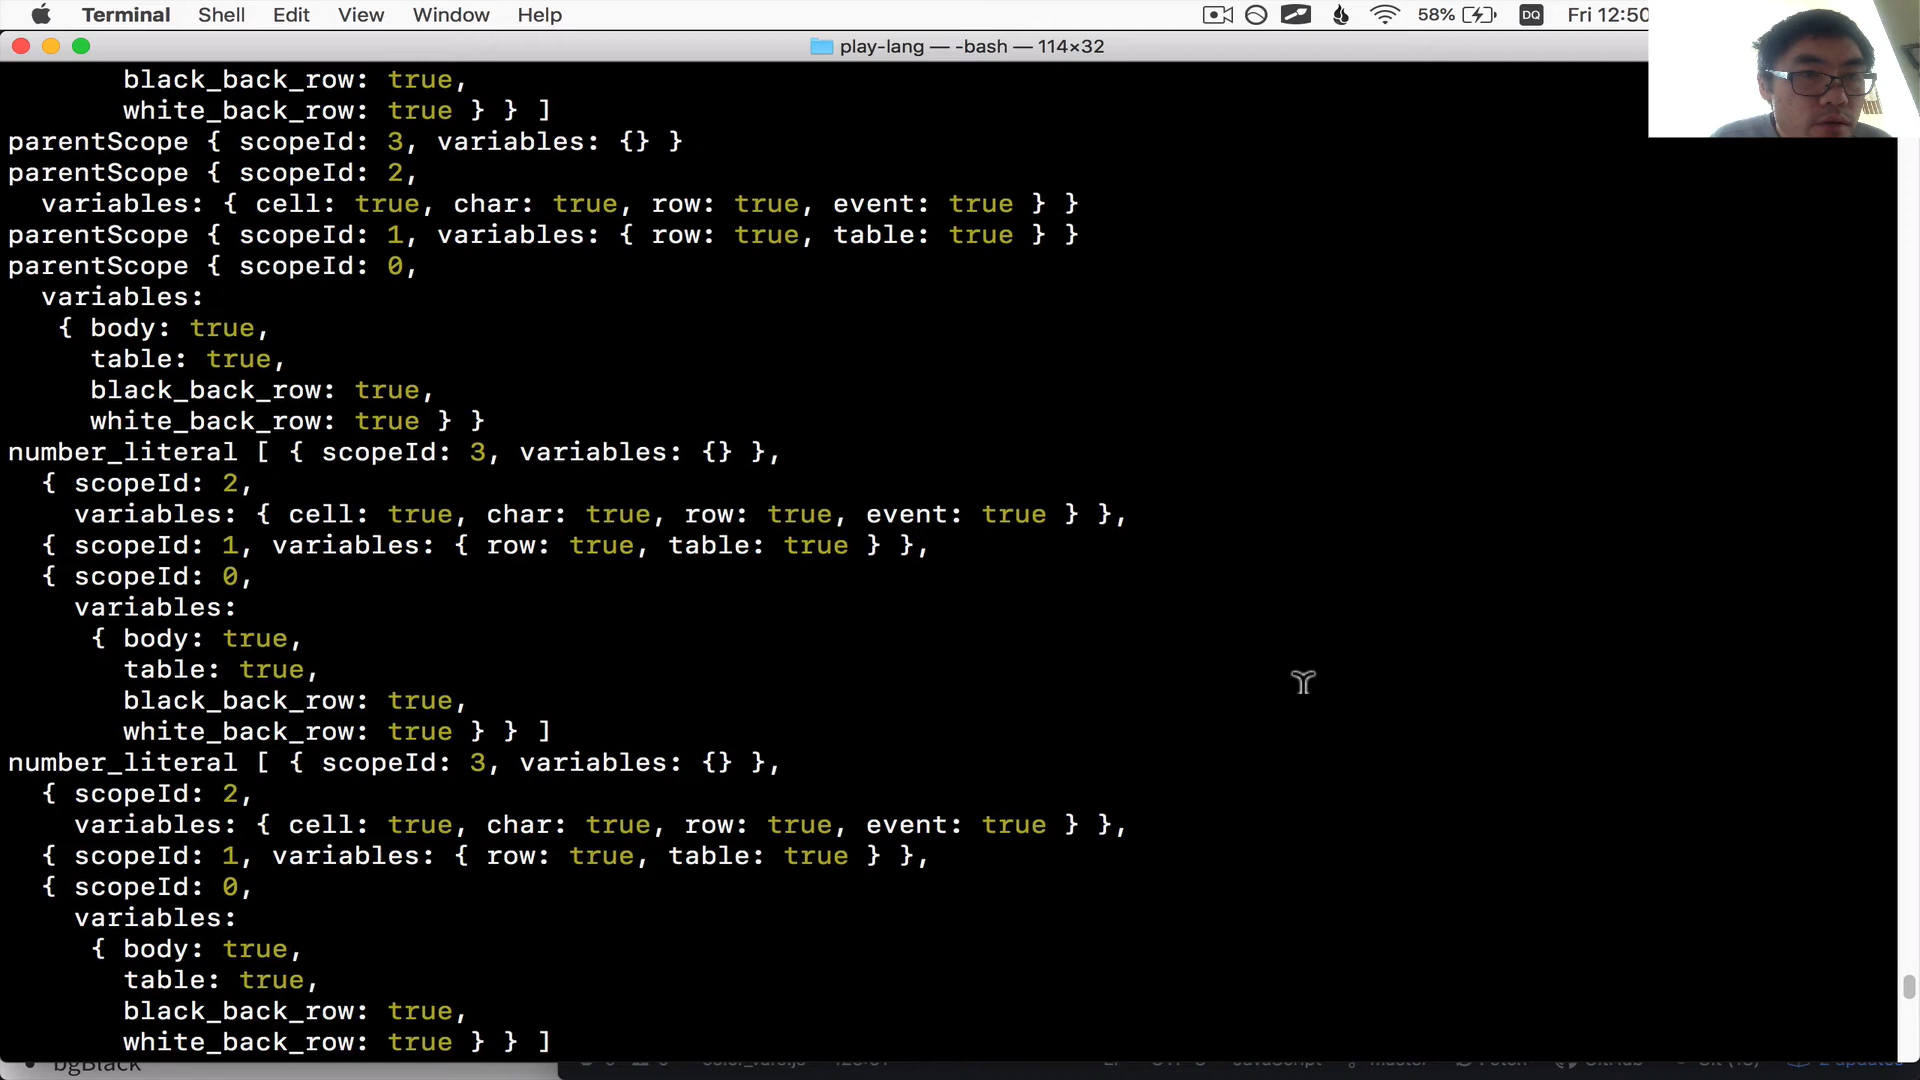 Terminal Shell Edit View Window Help 58% DQ Fri 12:50
play-lang — -bash — 114×32
black_back_row: true,
white_back_row: true } } ]
parentScope { scopeId: 3, variables: {} }
parentScope { scopeId: 2,
variables: { cell: true, char: true, row: true, event: true } }
parentScope { scopeId: 1, variables: { row: true, table: true } }
parentScope { scopeId: 0,
variables:
{ body: true,
table: true,
black_back_row: true,
white_back_row: true } }
number_literal [ { scopeId: 3, variables: {} },
{ scopeId: 2,
variables: { cell: true, char: true, row: true, event: true } },
{ scopeId: 1, variables: { row: true, table: true } },
{ scopeId: 0,
variables:
{ body: true,
table: true,
black_back_row: true,
white_back_row: true } } ]
number_literal [ { scopeId: 3, variables: {} },
{ scopeId: 2,
variables: { cell: true, char: true, row: true, event: true } },
{ scopeId: 1, variables: { row: true, table: true } },
{ scopeId: 0,
variables:
{ body: true,
table: true,
black_back_row: true,
white_back_row: true } } ]
bgBlack